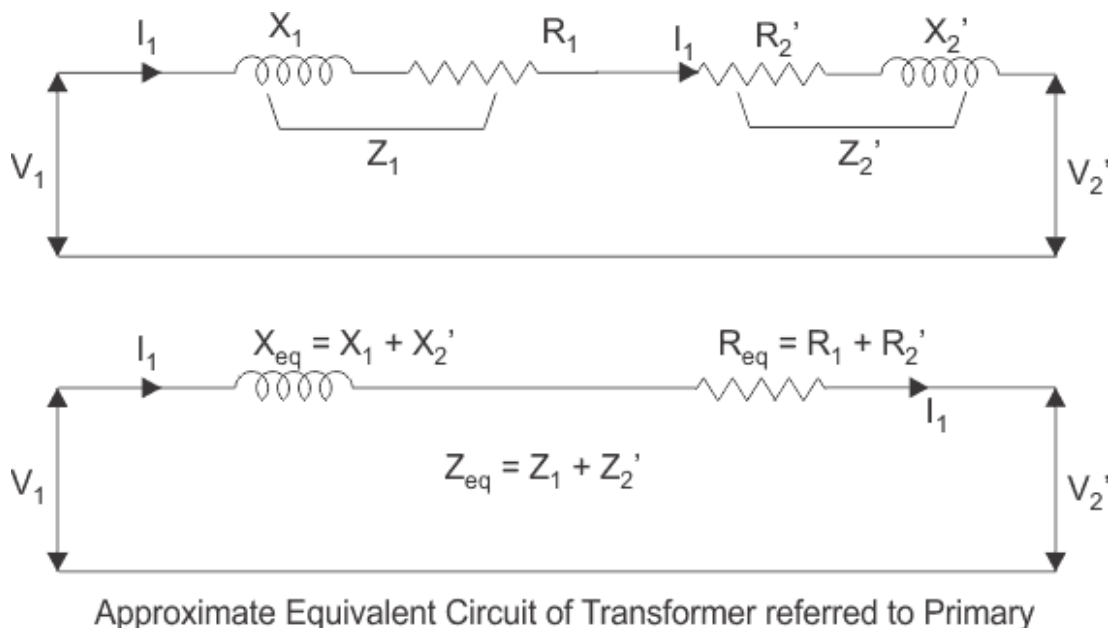 I₁ X₁ R₁ I₁ R₂’ X₂’
Z₁ Z₂’
V₁ V₂’
I₁ Xeq = X₁ + X₂’ Req = R₁ + R₂’
I₁
Zeq = Z₁ + Z₂’
V₁ V₂’
Approximate Equivalent Circuit of Transformer referred to Primary